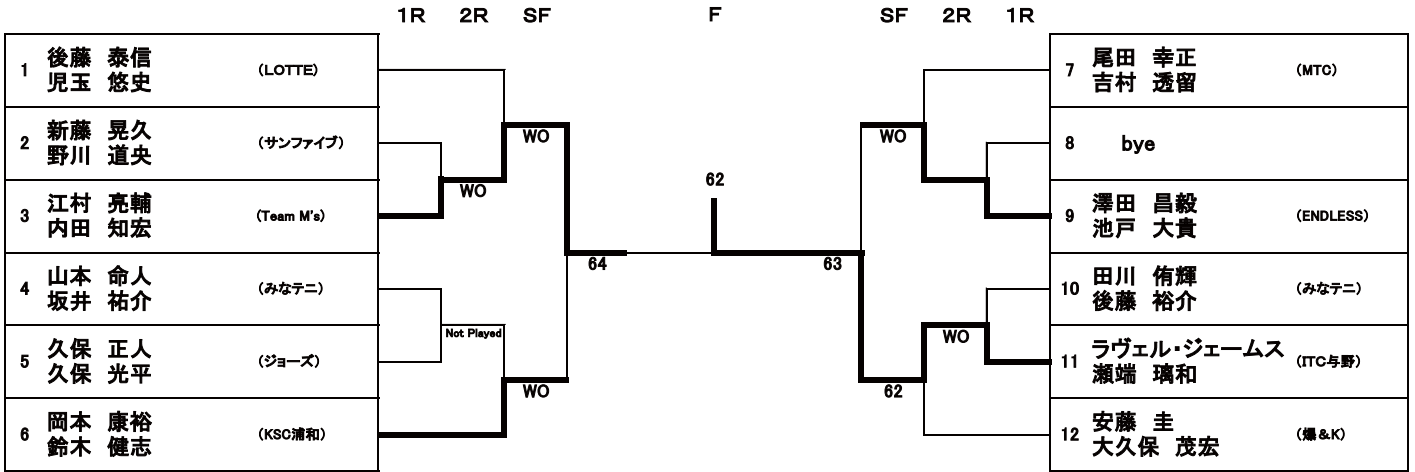 1R 2R SF F SF 2R 1R
1 後藤 泰信 (LOTTE)
児玉 悠史
2 新藤 晃久 (サンファイブ)
野川 道央
3 江村 亮輔 (Team M's)
内田 知宏
4 山本 命人 (みなテニ)
坂井 祐介
5 久保 正人 (ジョーズ)
久保 光平
6 岡本 康裕 (KSC浦和)
鈴木 健志
WO
WO
Not Played
WO
64
62
63
WO
WO
62
7 尾田 幸正 (MTC)
吉村 透留
8 bye
9 澤田 昌毅 (ENDLESS)
池戸 大貴
10 田川 侑輝 (みなテニ)
後藤 裕介
11 ラヴェル・ジェームス (ITC与野)
瀬端 璃和
12 安藤 圭 (爆&K)
大久保 茂宏